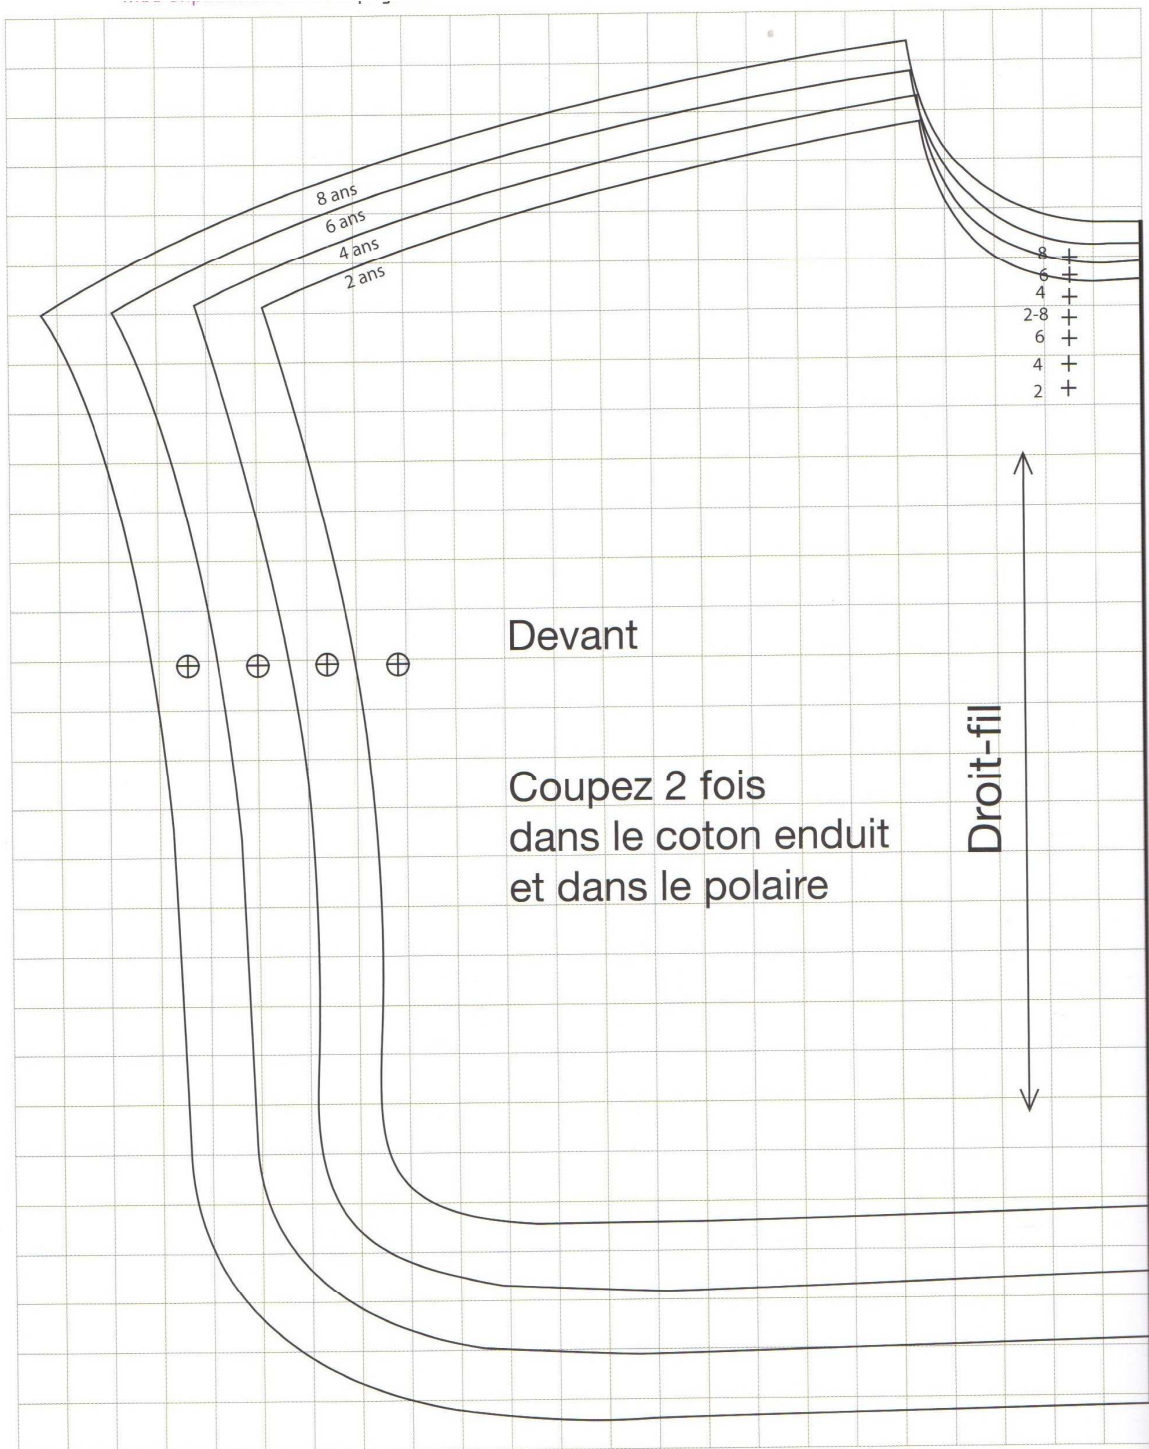 8 ans
6 ans
4 ans
2 ans
8
6
4
2-8
6
4
2
Devant
Coupez 2 fois
dans le coton enduit
et dans le polaire
Droit-fil